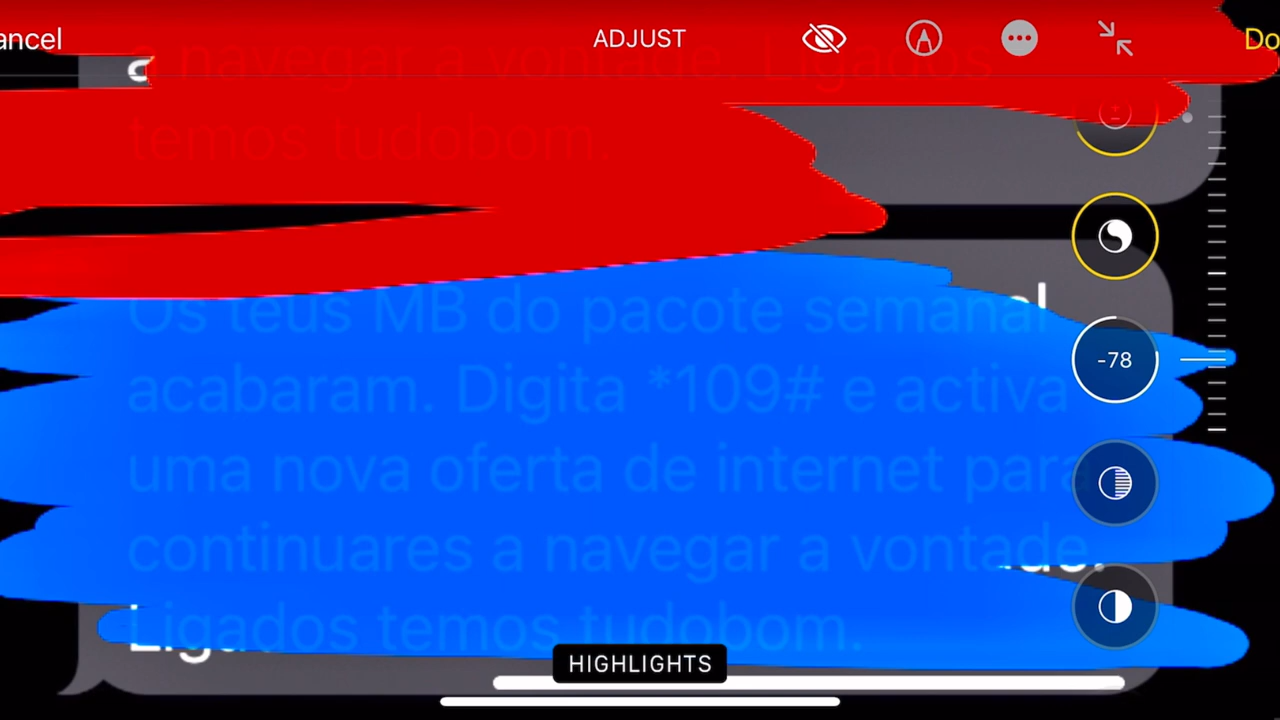 ancel
ADJUST
Do
a navegar a vontade. Ligados
temos tudobom.
Os teus MB do pacote semanal
acabaram. Digita *109# e activa
uma nova oferta de internet para
continuares a navegar a vontade.
Ligados temos tudobom.
-78
HIGHLIGHTS